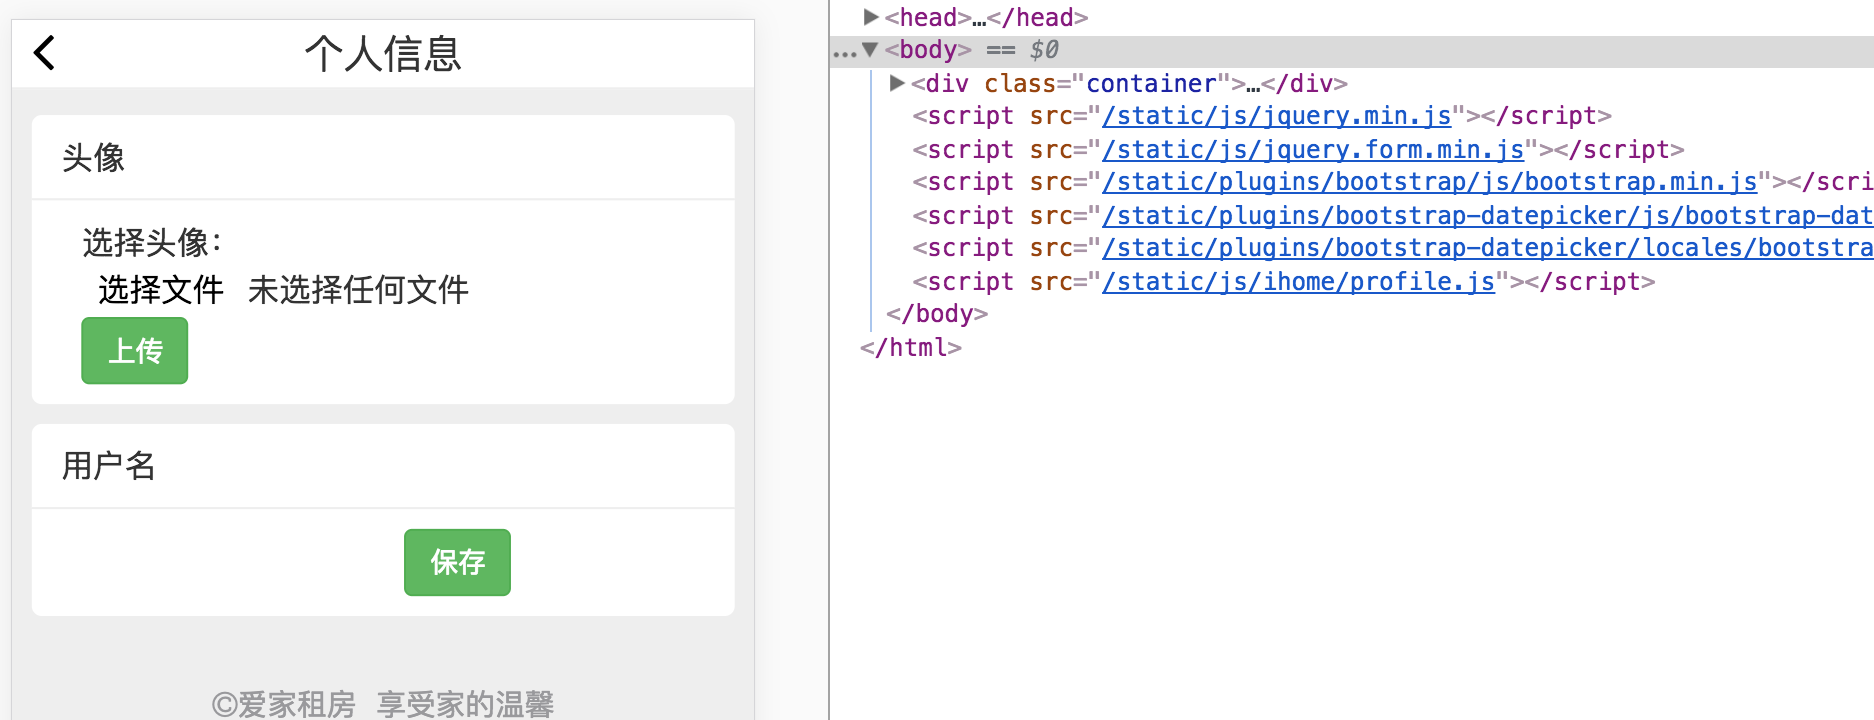 个人信息
头像
选择头像：
选择文件 未选择任何文件
上传
用户名
保存
©爱家租房 享受家的温馨
▶<head>…</head>
…▼<body> == $0
▶<div class="container">…</div>
<script src="/static/js/jquery.min.js"></script>
<script src="/static/js/jquery.form.min.js"></script>
<script src="/static/plugins/bootstrap/js/bootstrap.min.js"></scri
<script src="/static/plugins/bootstrap-datepicker/js/bootstrap-dat
<script src="/static/plugins/bootstrap-datepicker/locales/bootstra
<script src="/static/js/ihome/profile.js"></script>
</body>
</html>